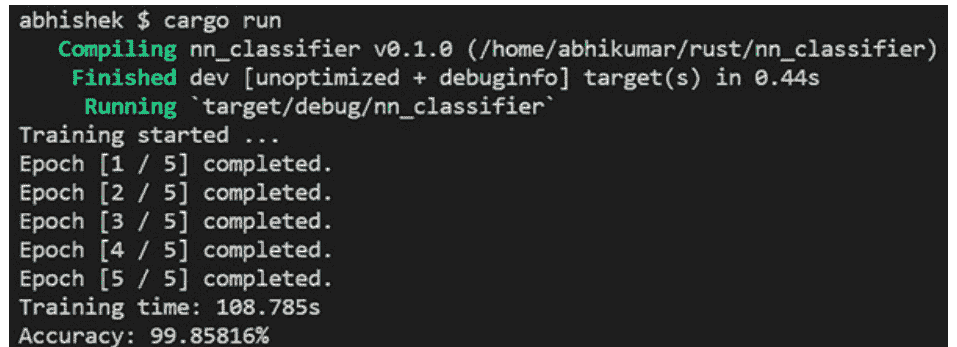 abhishek $ cargo run
Compiling nn_classifier v0.1.0 (/home/abhikumar/rust/nn_classifier)
Finished dev [unoptimized + debuginfo] target(s) in 0.44s
Running `target/debug/nn_classifier`
Training started ...
Epoch [1 / 5] completed.
Epoch [2 / 5] completed.
Epoch [3 / 5] completed.
Epoch [4 / 5] completed.
Epoch [5 / 5] completed.
Training time: 108.785s
Accuracy: 99.85816%